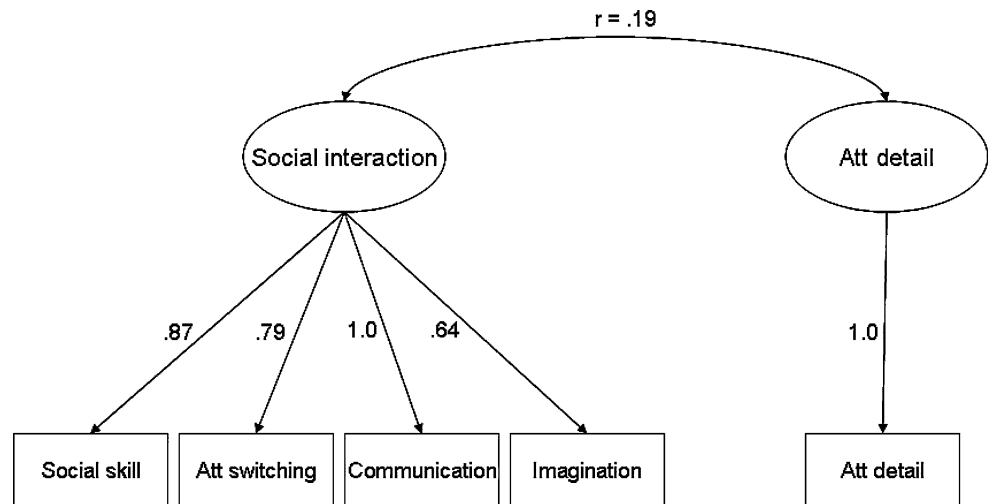 r = .19
Social interaction
Att detail
.87
.79
1.0
.64
1.0
Social skill
Att switching
Communication
Imagination
Att detail